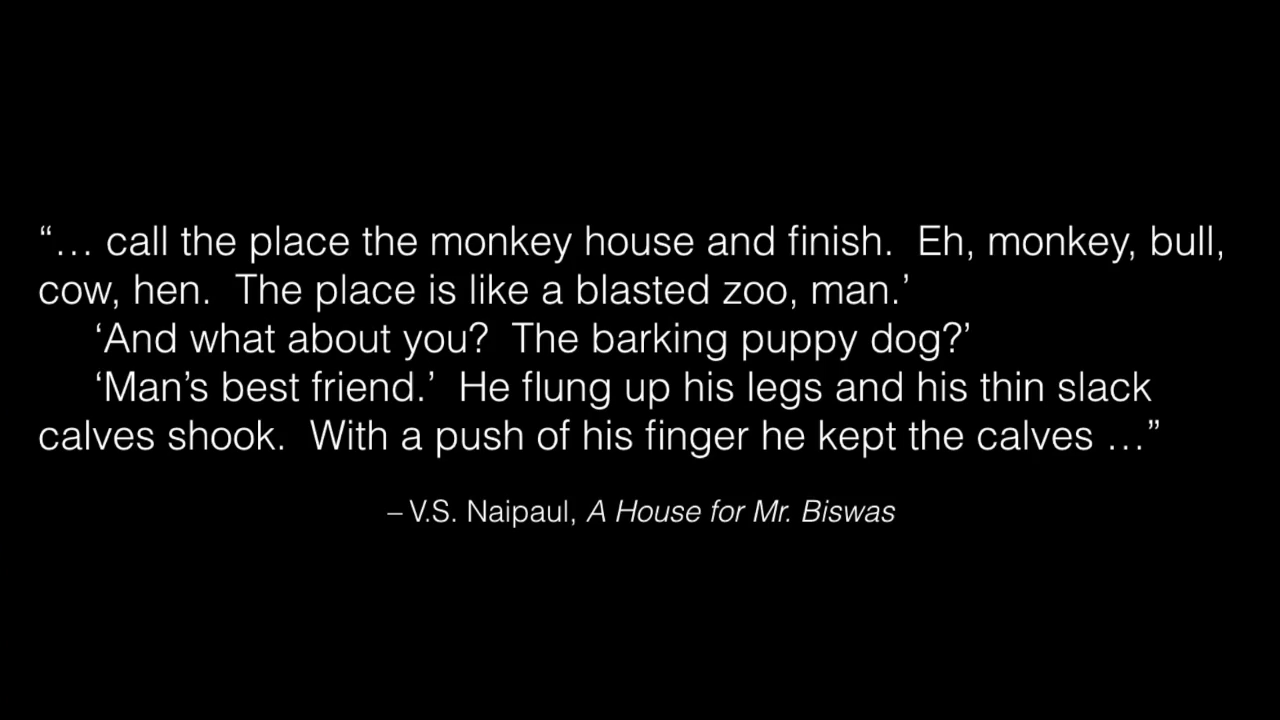 “… call the place the monkey house and finish.  Eh, monkey, bull,
cow, hen.  The place is like a blasted zoo, man.’
‘And what about you?  The barking puppy dog?’
‘Man’s best friend.’  He flung up his legs and his thin slack
calves shook.  With a push of his finger he kept the calves …”
– V.S. Naipaul, A House for Mr. Biswas